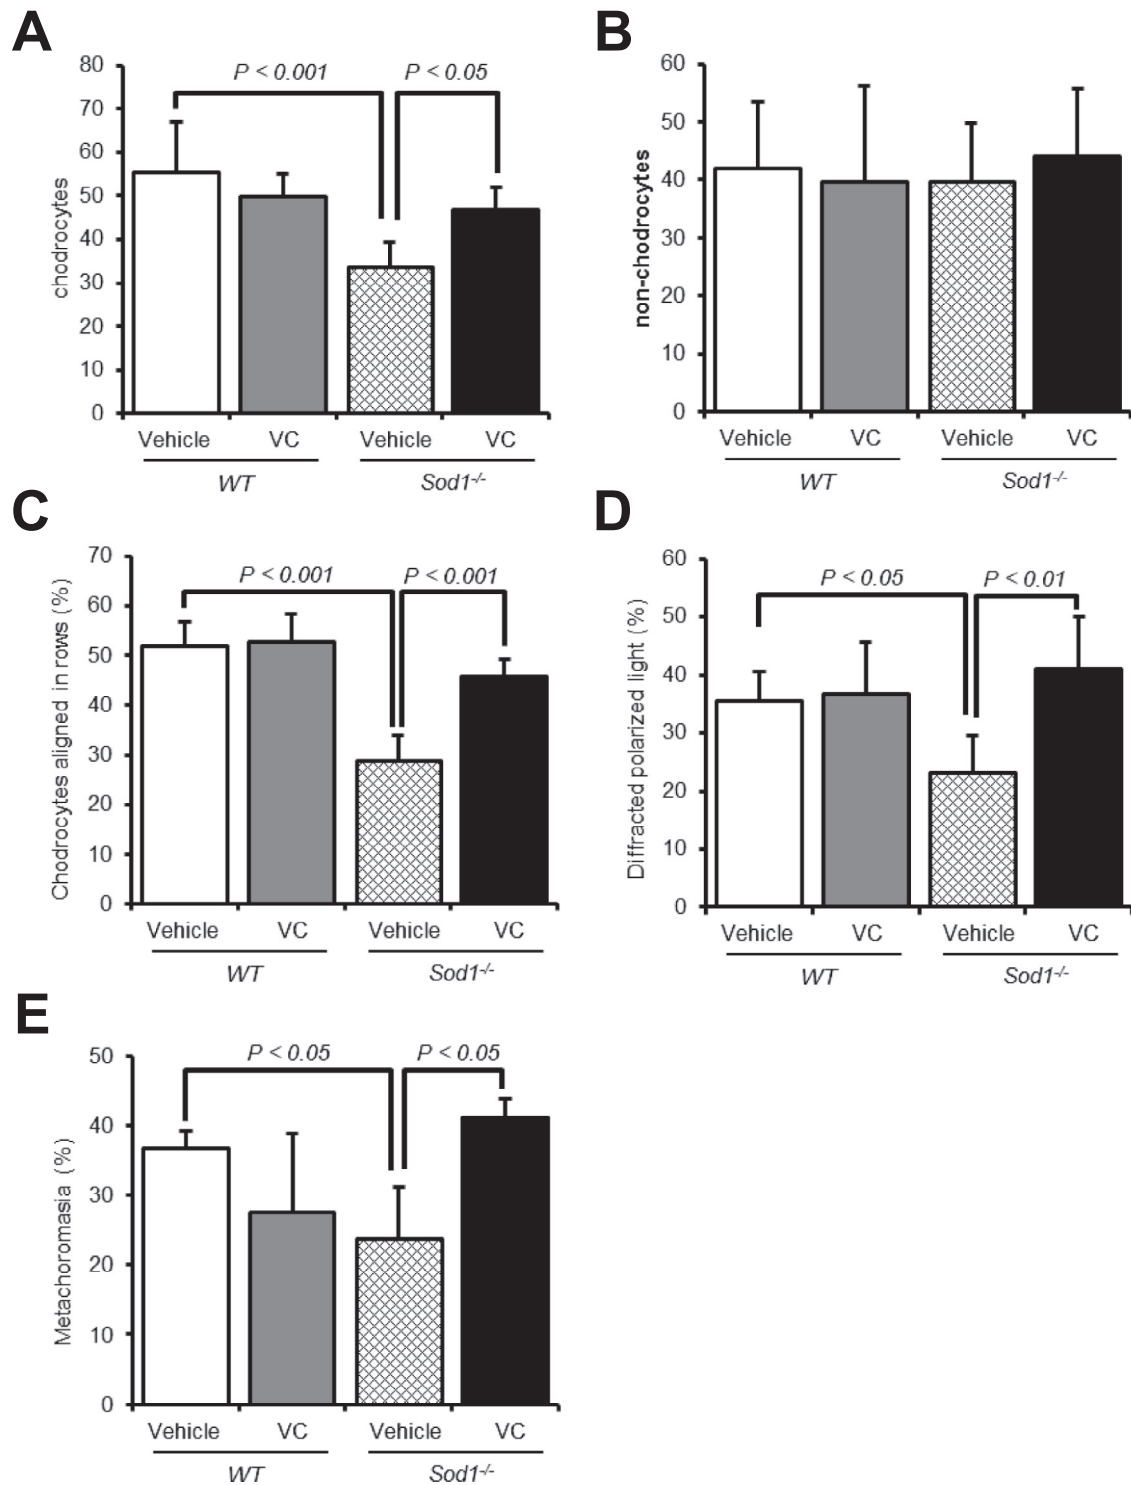 A
P < 0.001 P < 0.05
chodrocytes
80
70
60
50
40
30
20
10
0
Vehicle VC Vehicle VC
WT Sod1-/-
B
non-chodrocytes
60
50
40
30
20
10
0
Vehicle VC Vehicle VC
WT Sod1-/-
C
P < 0.001 P < 0.001
Chodrocytes aligned in rows (%)
70
60
50
40
30
20
10
0
Vehicle VC Vehicle VC
WT Sod1-/-
D
P < 0.05 P < 0.01
Diffracted polarized light (%)
60
50
40
30
20
10
0
Vehicle VC Vehicle VC
WT Sod1-/-
E
P < 0.05 P < 0.05
Metachoromasia (%)
50
40
30
20
10
0
Vehicle VC Vehicle VC
WT Sod1-/-